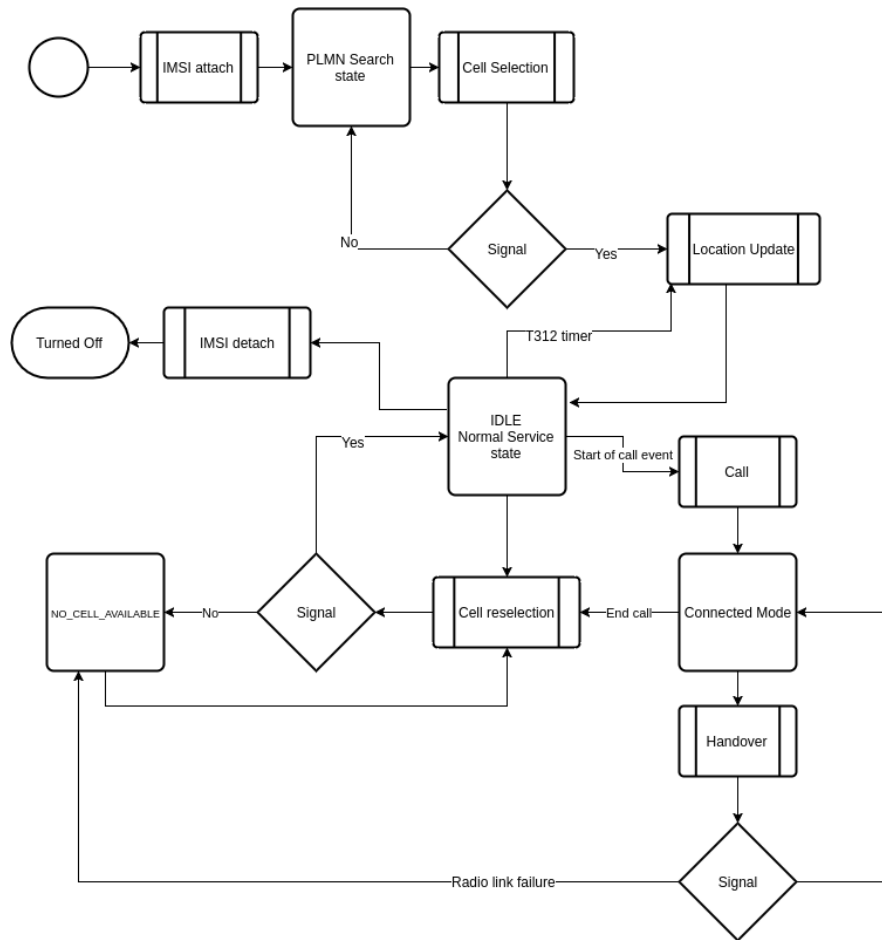 IMSI attach
PLMN Search
state
Cell Selection
Signal
No
Yes
Location Update
T312 timer
Turned Off
IMSI detach
IDLE
Normal Service
state
Yes
Start of call event
Call
NO_CELL_AVAILABLE
No
Signal
Cell reselection
End call
Connected Mode
Handover
Radio link failure
Signal